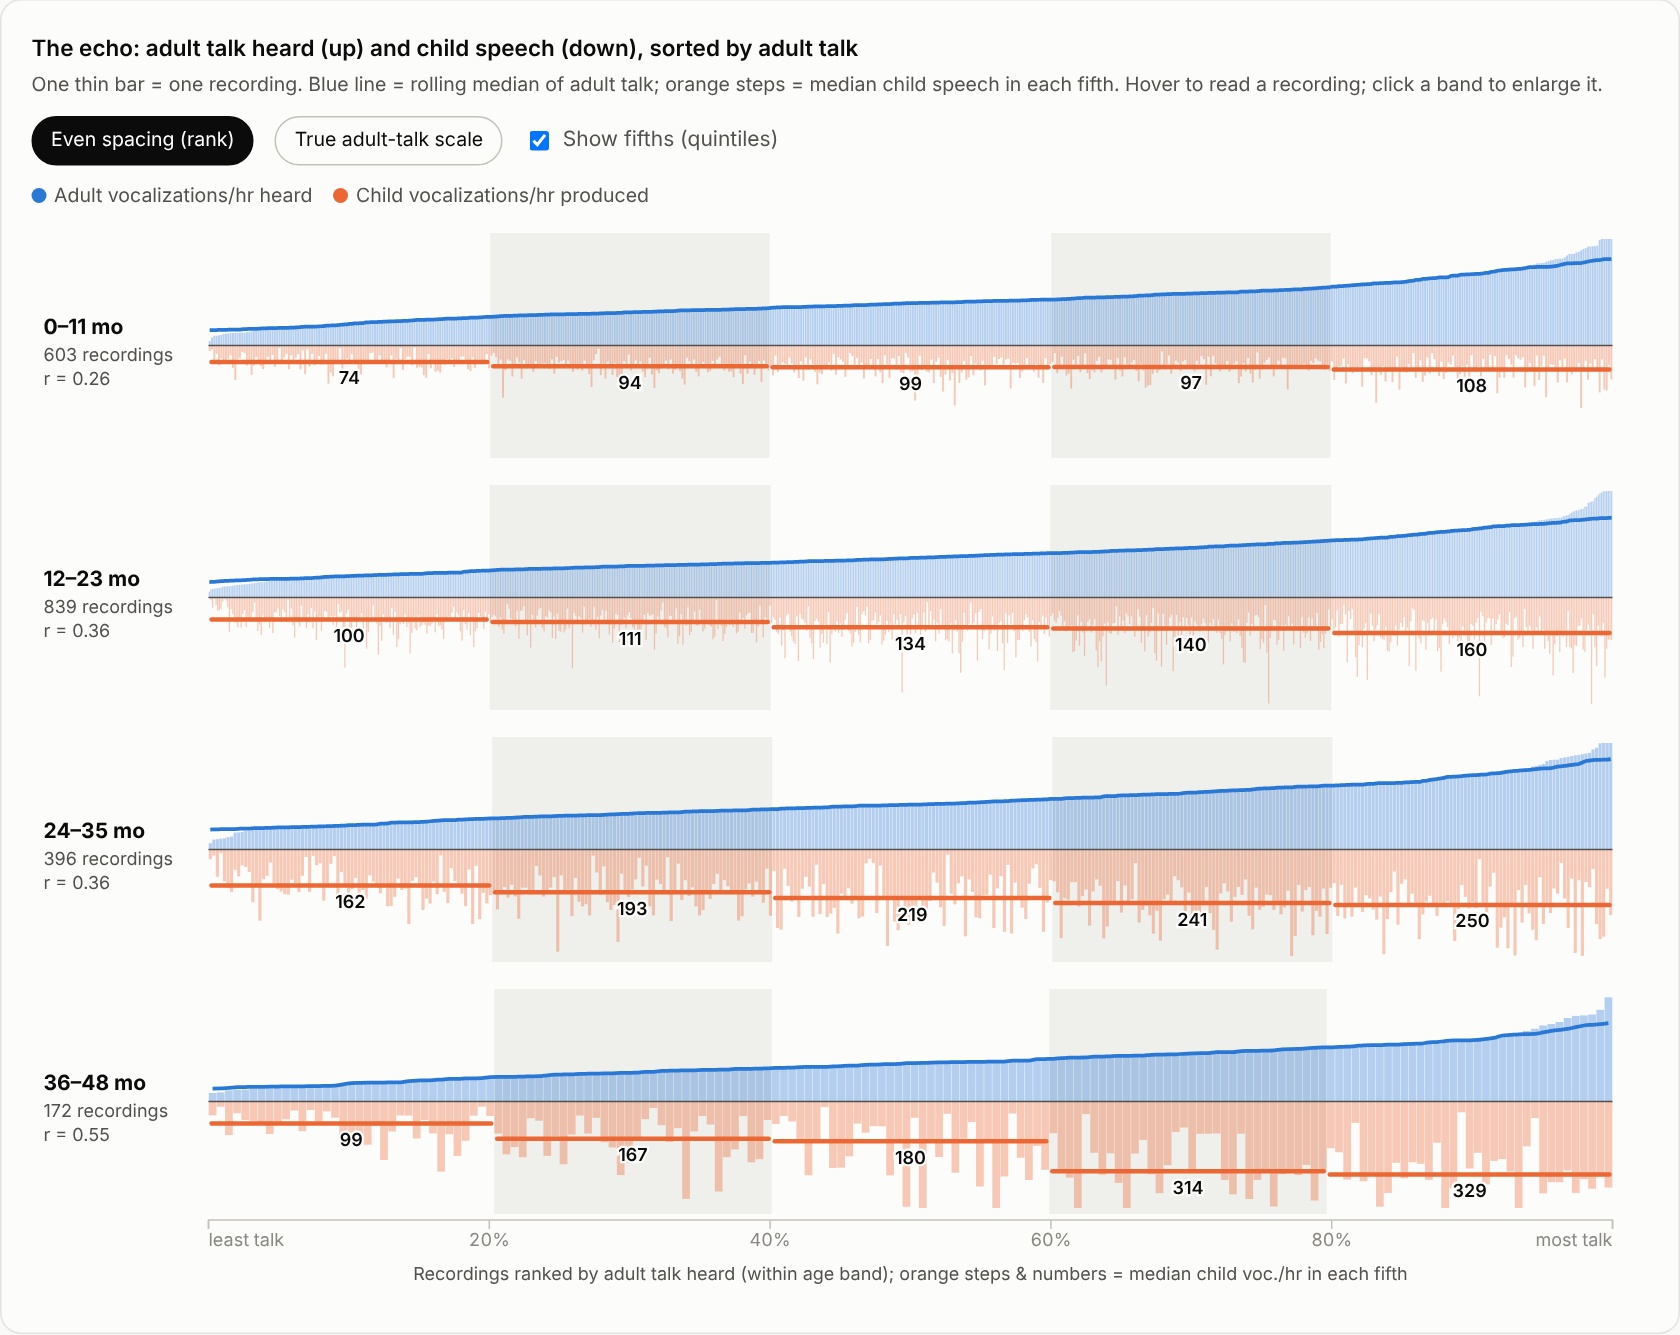 The echo: adult talk heard (up) and child speech (down), sorted by adult talk
One thin bar = one recording. Blue line = rolling median of adult talk; orange steps = median child speech in each fifth. Hover to read a recording; click a band to enlarge it.
Even spacing (rank) True adult-talk scale Show fifths (quintiles)
Adult vocalizations/hr heard Child vocalizations/hr produced
0–11 mo
603 recordings
r = 0.26
74 94 99 97 108
12–23 mo
839 recordings
r = 0.36
100 111 134 140 160
24–35 mo
396 recordings
r = 0.36
162 193 219 241 250
36–48 mo
172 recordings
r = 0.55
99 167 180 314 329
least talk 20% 40% 60% 80% most talk
Recordings ranked by adult talk heard (within age band); orange steps & numbers = median child voc./hr in each fifth